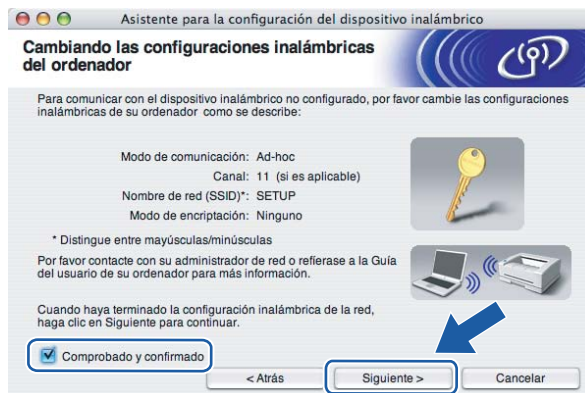 Asistente para la configuración del dispositivo inalámbrico
Cambiando las configuraciones inalámbricas
del ordenador
Para comunicar con el dispositivo inalámbrico no configurado, por favor cambie las configuraciones
inalámbricas de su ordenador como se describe:
Modo de comunicación: Ad-hoc
Canal: 11 (si es aplicable)
Nombre de red (SSID)*: SETUP
Modo de encriptación: Ninguno
* Distingue entre mayúsculas/minúsculas
Por favor contacte con su administrador de red o refierase a la Guía
del usuario de su ordenador para más información.
Cuando haya terminado la configuración inalámbrica de la red,
haga clic en Siguiente para continuar.
Comprobado y confirmado
< Atrás Siguiente > Cancelar